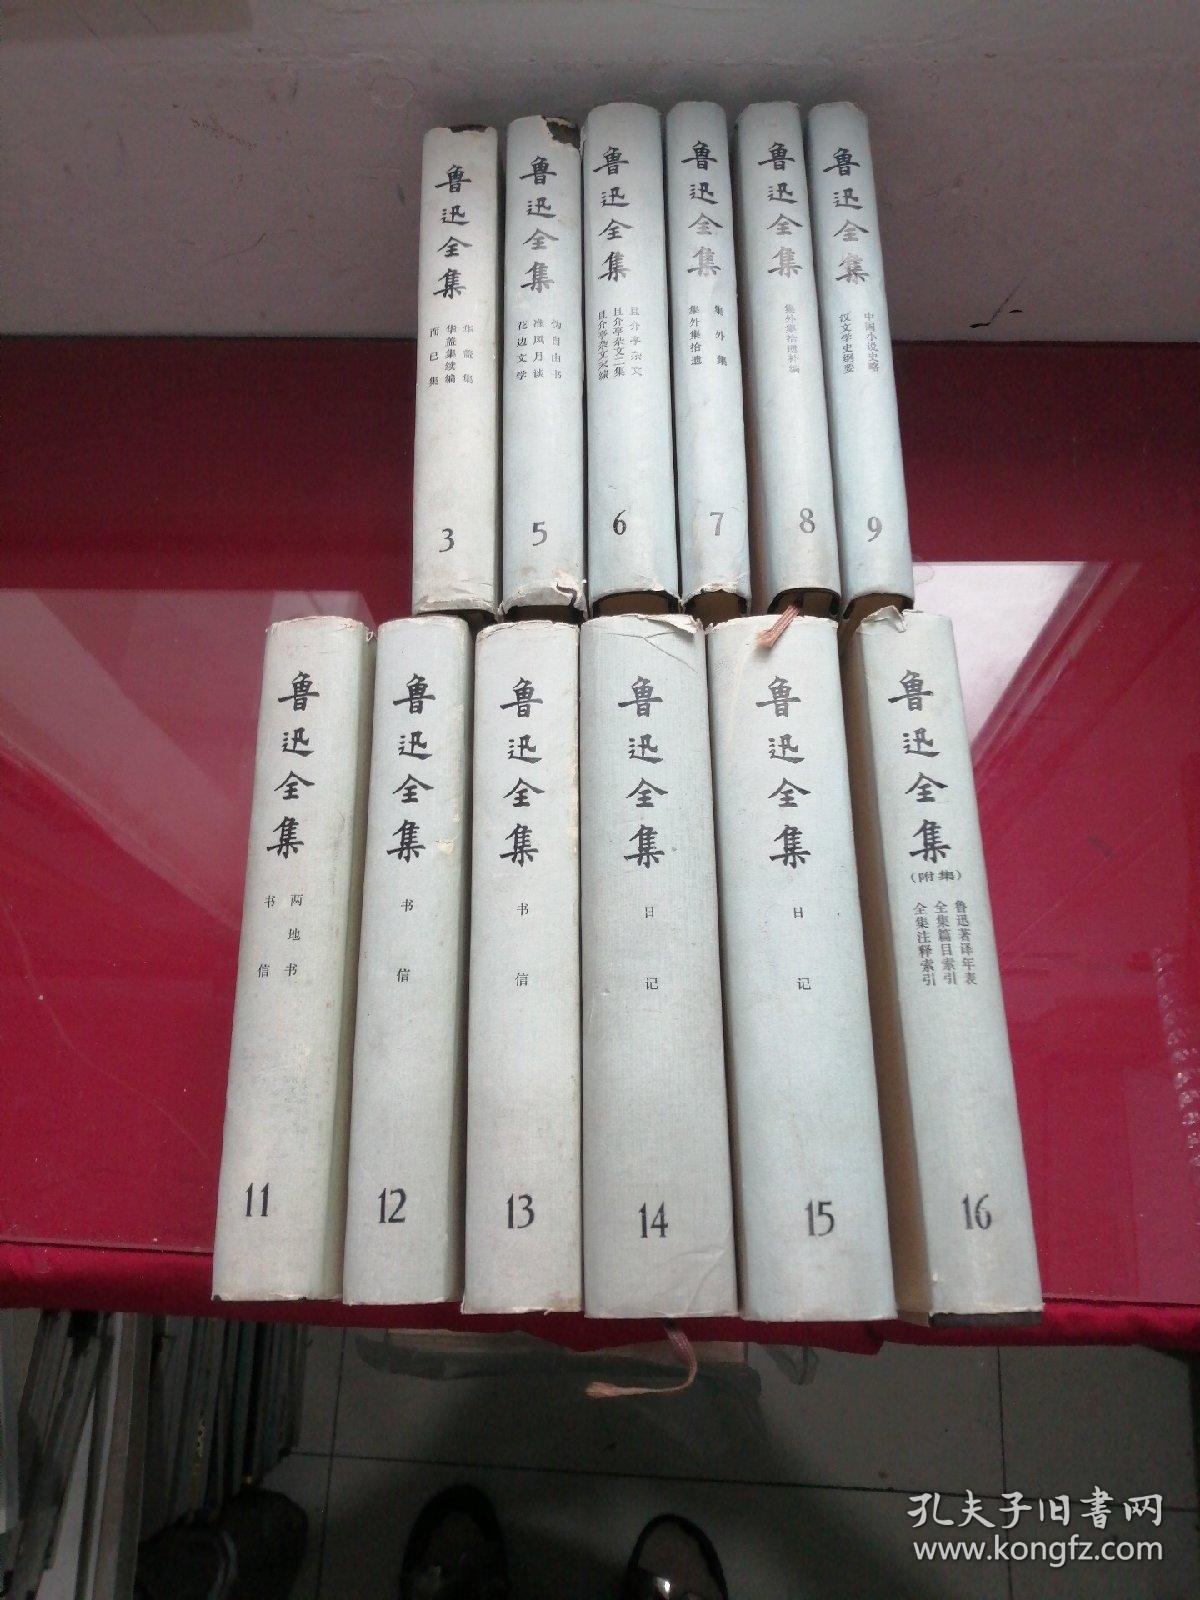 鲁迅全集
华盖集
华盖集续编
而已集
3
鲁迅全集
伪自由书
准风月谈
花边文学
5
鲁迅全集
且介亭杂文
且介亭杂文二集
且介亭杂文末编
6
鲁迅全集
集外集
集外集拾遗
7
鲁迅全集
集外集拾遗补编
8
鲁迅全集
中国小说史略
汉文学史纲要
9
鲁迅全集
两地书
书信
11
鲁迅全集
书信
12
鲁迅全集
书信
13
鲁迅全集
日记
14
鲁迅全集
日记
15
鲁迅全集
(附集)
鲁迅著译年表
全集篇目索引
全集注释索引
16
孔夫子旧书网
www.kongfz.com